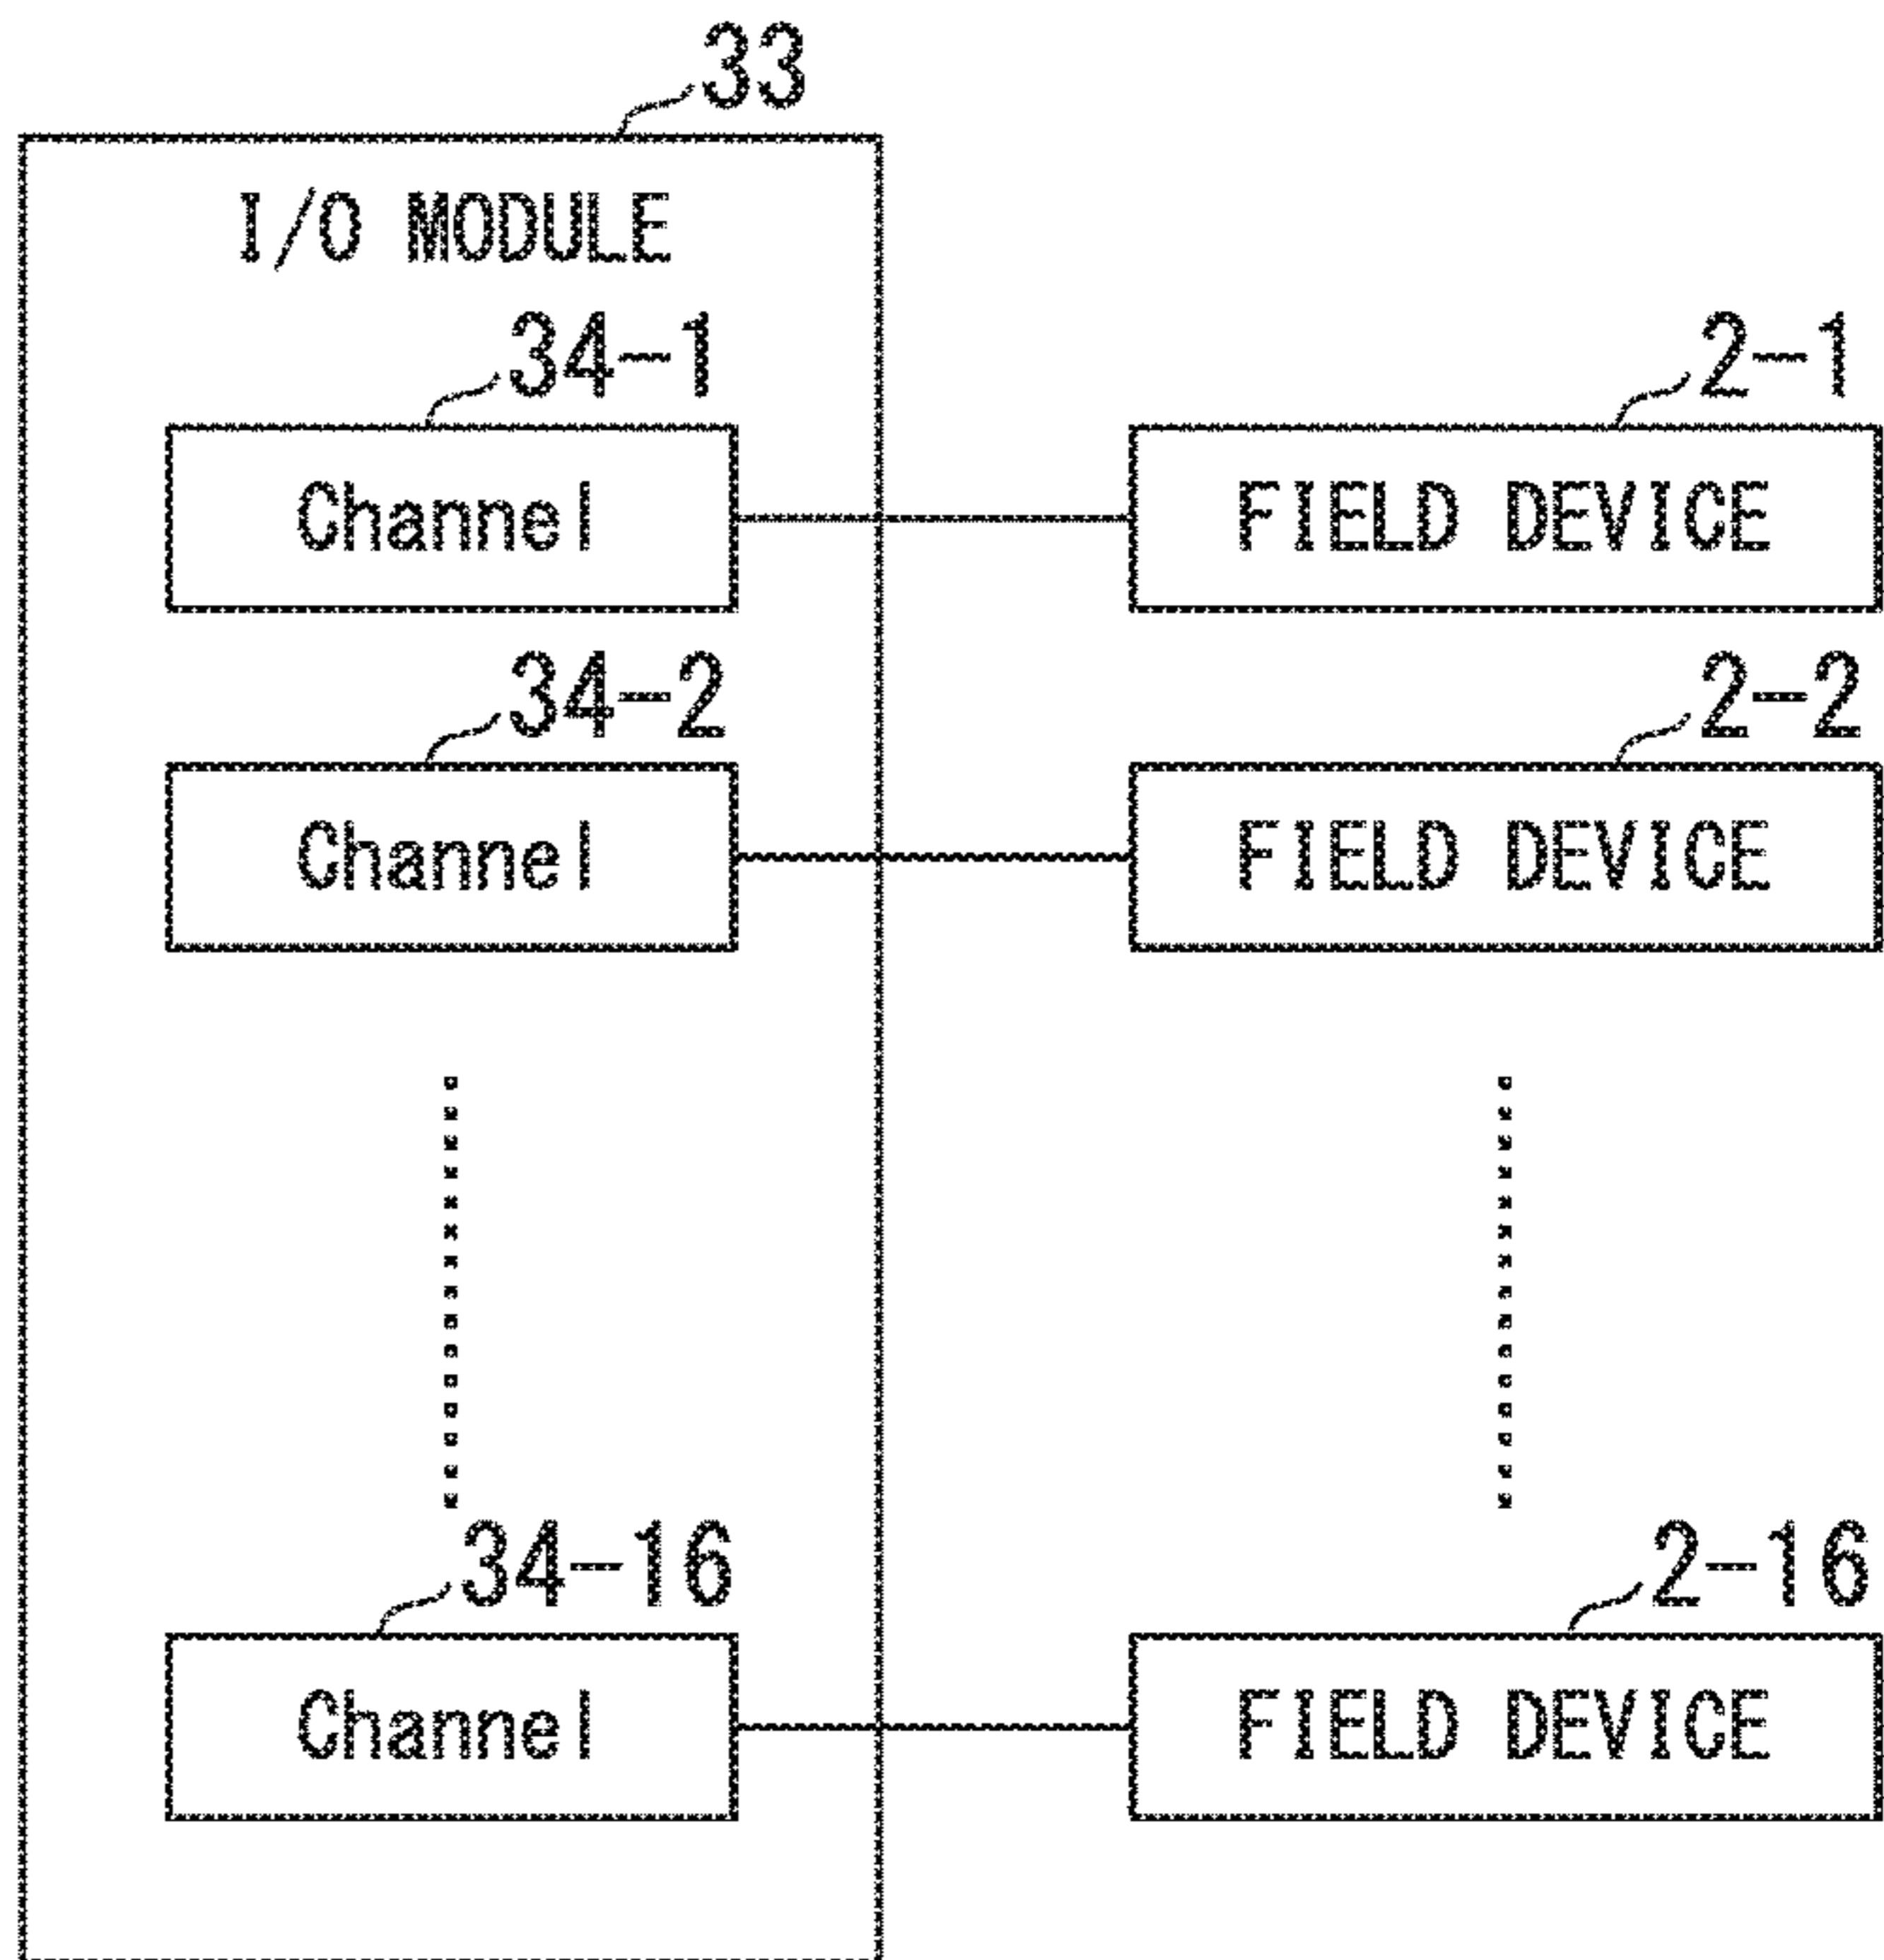 33
I/O MODULE
34-1
2-1
Channel
FIELD DEVICE
34-2
2-2
Channel
FIELD DEVICE
34-16
2-16
Channel
FIELD DEVICE